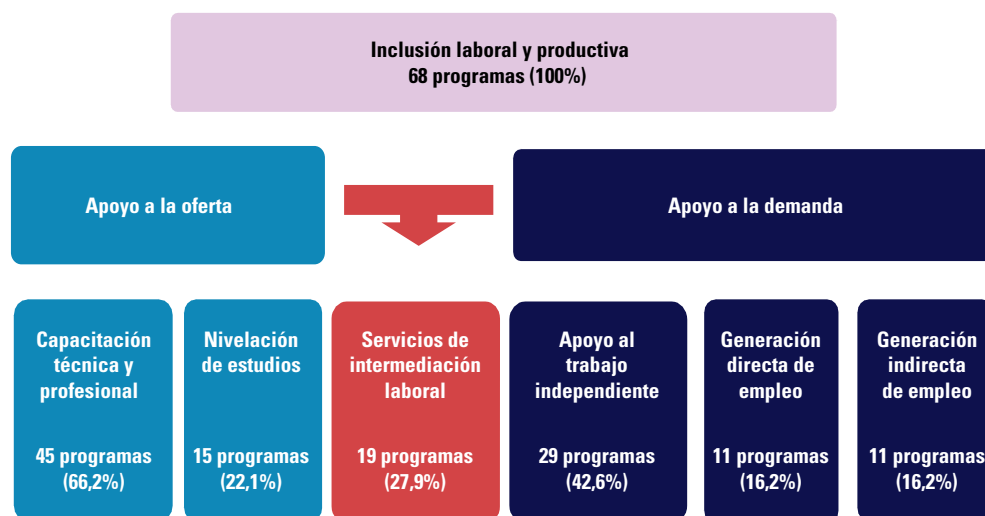 Inclusión laboral y productiva
68 programas (100%)
Apoyo a la oferta
Apoyo a la demanda
Capacitación
técnica y
profesional
45 programas
(66,2%)
Nivelación
de estudios
15 programas
(22,1%)
Servicios de
intermediación
laboral
19 programas
(27,9%)
Apoyo al
trabajo
independiente
29 programas
(42,6%)
Generación
directa de
empleo
11 programas
(16,2%)
Generación
indirecta
de empleo
11 programas
(16,2%)